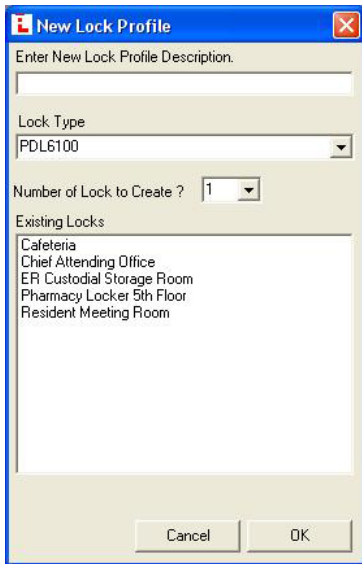 New Lock Profile
Enter New Lock Profile Description.
Lock Type
PDL6100
Number of Lock to Create ? 1
Existing Locks
Cafeteria
Chief Attending Office
ER Custodial Storage Room
Pharmacy Locker 5th Floor
Resident Meeting Room
Cancel OK